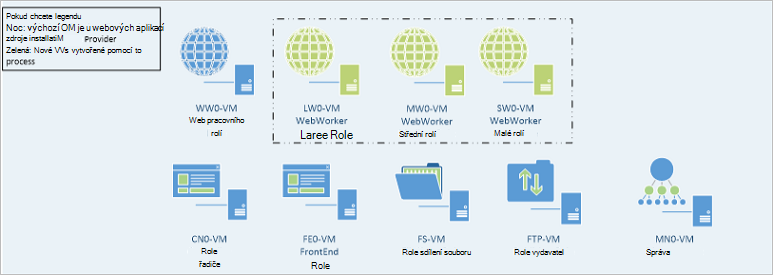 Pokud chcete legendu
Noc: výchozí OM je u webových aplikací
zdroje installatiM Provider
Zelená: Nové VVs vytvořené pomocí to
process
WW0-VM
Web pracovního
rolí
LW0-VM
WebWorker
Laree Role
MW0-VM
WebWorker
Střední rolí
SW0-VM
WebWorker
Malé rolí
CN0-VM
Role
řadiče
FE0-VM
FrontEnd
Role
FS-VM
Role sdílení souboru
FTP-VM
Role vydavatel
MN0-VM
Správa